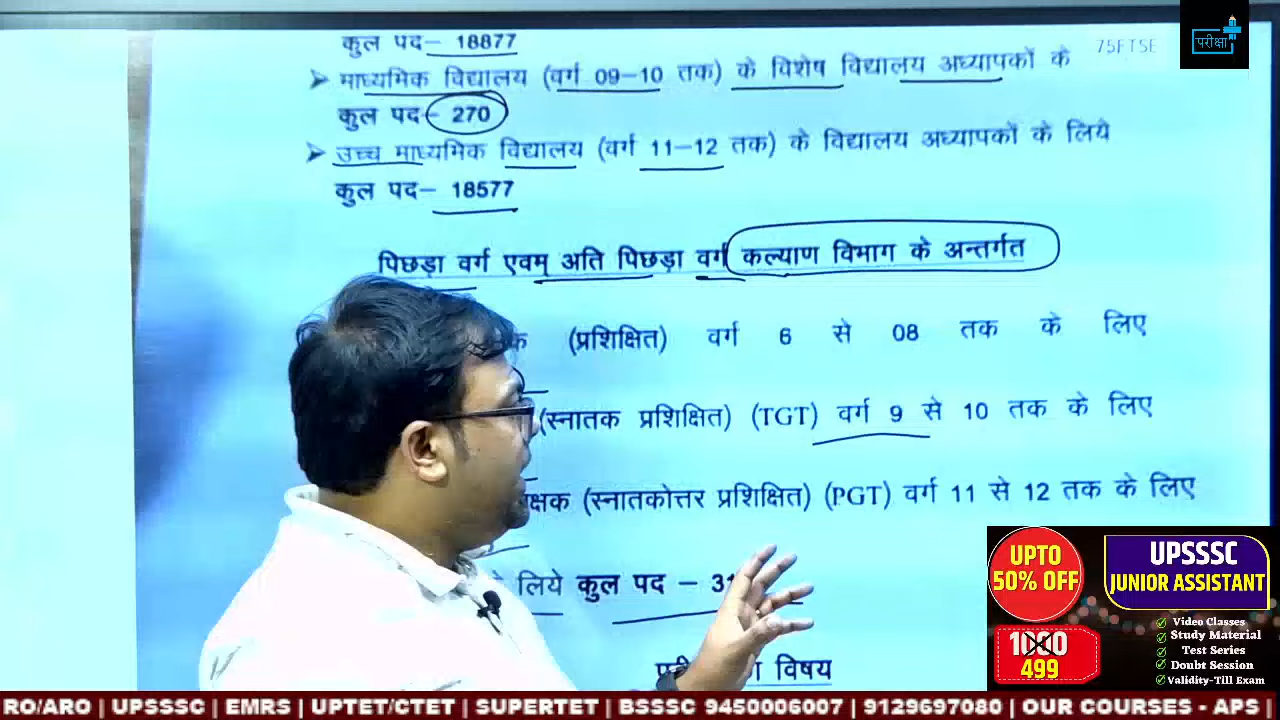 कुल पद– 18877
परीक्षा
75FTSE
➤ माध्यमिक विद्यालय (वर्ग 09–10 तक) के विशेष विद्यालय अध्यापकों के
कुल पद– 270
➤ उच्च माध्यमिक विद्यालय (वर्ग 11–12 तक) के विद्यालय अध्यापकों के लिये
कुल पद– 18577
पिछड़ा वर्ग एवम् अति पिछड़ा वर्ग कल्याण विभाग के अन्तर्गत
(प्रशिक्षित) वर्ग 6 से 08 तक के लिए
(स्नातक प्रशिक्षित) (TGT) वर्ग 9 से 10 तक के लिए
(स्नातकोत्तर प्रशिक्षित) (PGT) वर्ग 11 से 12 तक के लिए
लिये कुल पद –
विषय
UPTO
50% OFF
1000
499
UPSSSC
JUNIOR ASSISTANT
Video Classes
Study Material
Test Series
Doubt Session
Validity-Till Exam
RO/ARO | UPSSSC | EMRS | UPTET/CTET | SUPERTET | BSSSC 9450006007 | 9129697080 | OUR COURSES - APS |